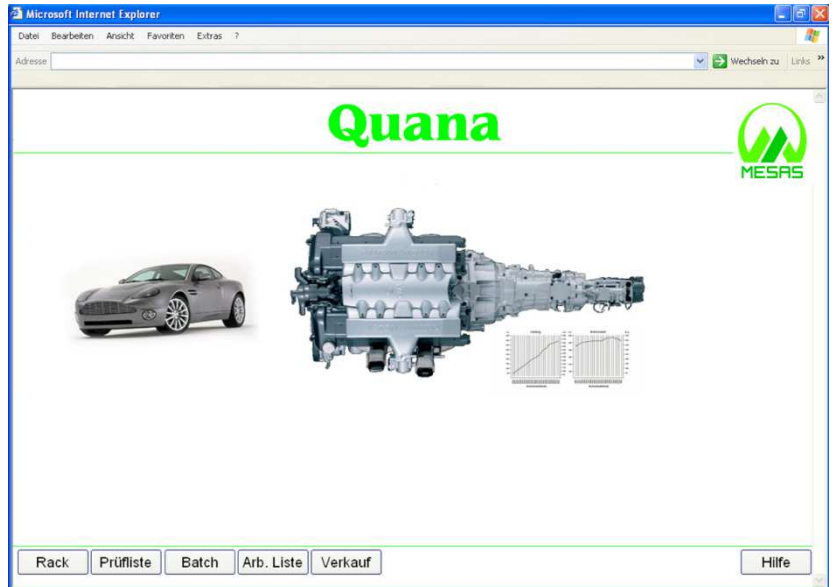 Microsoft Internet Explorer
Datei Bearbeiten Ansicht Favoriten Extras ?
Adresse Wechseln zu Links »
Quana
MESAS
Rack Prüfliste Batch Arb. Liste Verkauf Hilfe